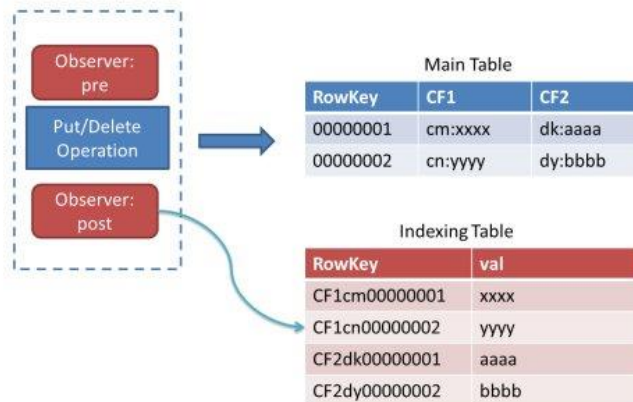 Observer:
pre
Put/Delete
Operation
Observer:
post
Main Table
RowKey CF1 CF2
00000001 cm:xxxx dk:aaaa
00000002 cn:yyyy dy:bbbb
Indexing Table
RowKey val
CF1cm00000001 xxxx
CF1cn00000002 yyyy
CF2dk00000001 aaaa
CF2dy00000002 bbbb